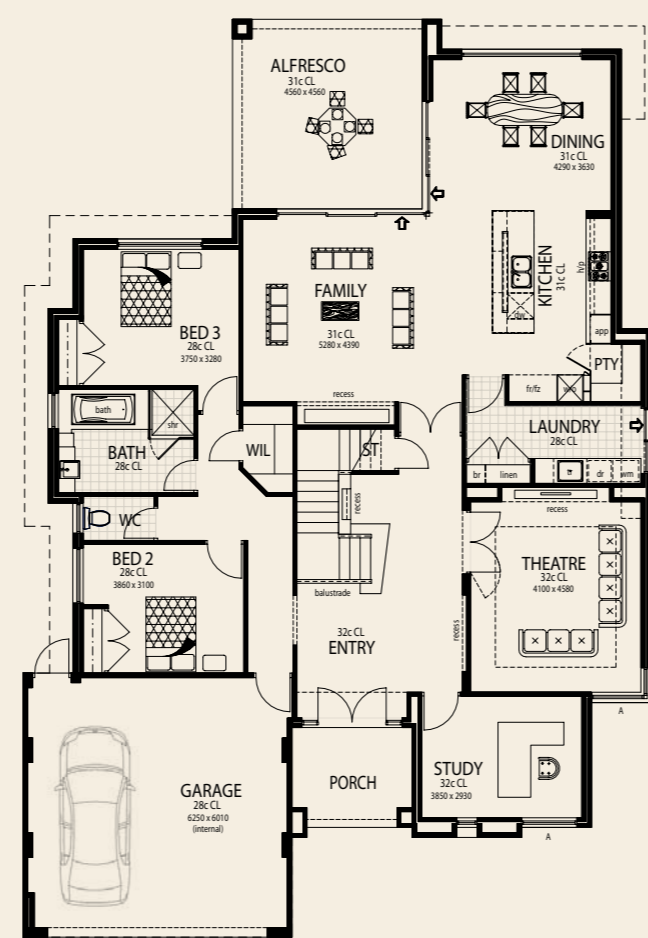 ALFRESCO
31c CL
4560 x 4560
DINING
31c CL
4290 x 3630
KITCHEN
31c CL
h/p
dw
app
PTY
fr/fz
w/o
FAMILY
31c CL
5280 x 4390
recess
BED 3
28c CL
3750 x 3280
bath
shr
BATH
28c CL
WIL
ST
recess
LAUNDRY
28c CL
br
linen
tr
dr
wm
WC
BED 2
28c CL
3860 x 3100
balustrade
32c CL
ENTRY
recess
recess
THEATRE
32c CL
4100 x 4580
A
GARAGE
28c CL
6250 x 6010
(internal)
PORCH
STUDY
32c CL
3850 x 2930
A